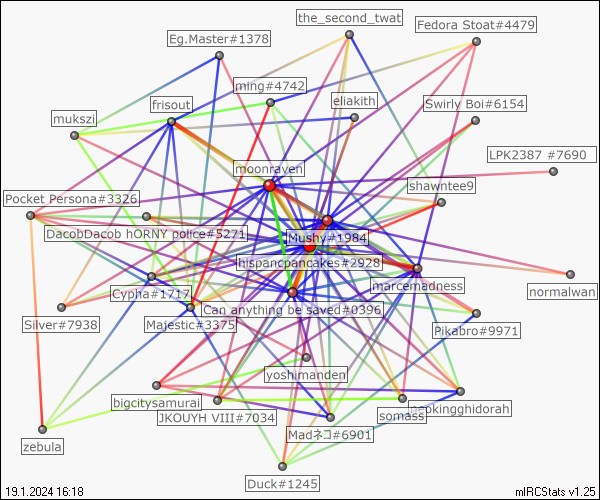 the_second_twat
Fedora Stoat#4479
Eg.Master#1378
ming#4742
eliakith
Swirly Boi#6154
frisout
mukszi
LPK2387 #7690
moonraven
shawntee9
Pocket Persona#3326
DacobDacob hORNY police#5271
Mushy#1984
hispancpancakes#2928
marcemadness
Cypha#1717
normalwan
Can anything be saved#0396
Silver#7938
Majestic#3375
Pikabro#9971
yoshimanden
bigcitysamurai
JKOUYH VIII#7034
somass
geokingghidorah
Madネコ#6901
zebula
Duck#1245
19.1.2024 16:18
mIRCStats v1.25